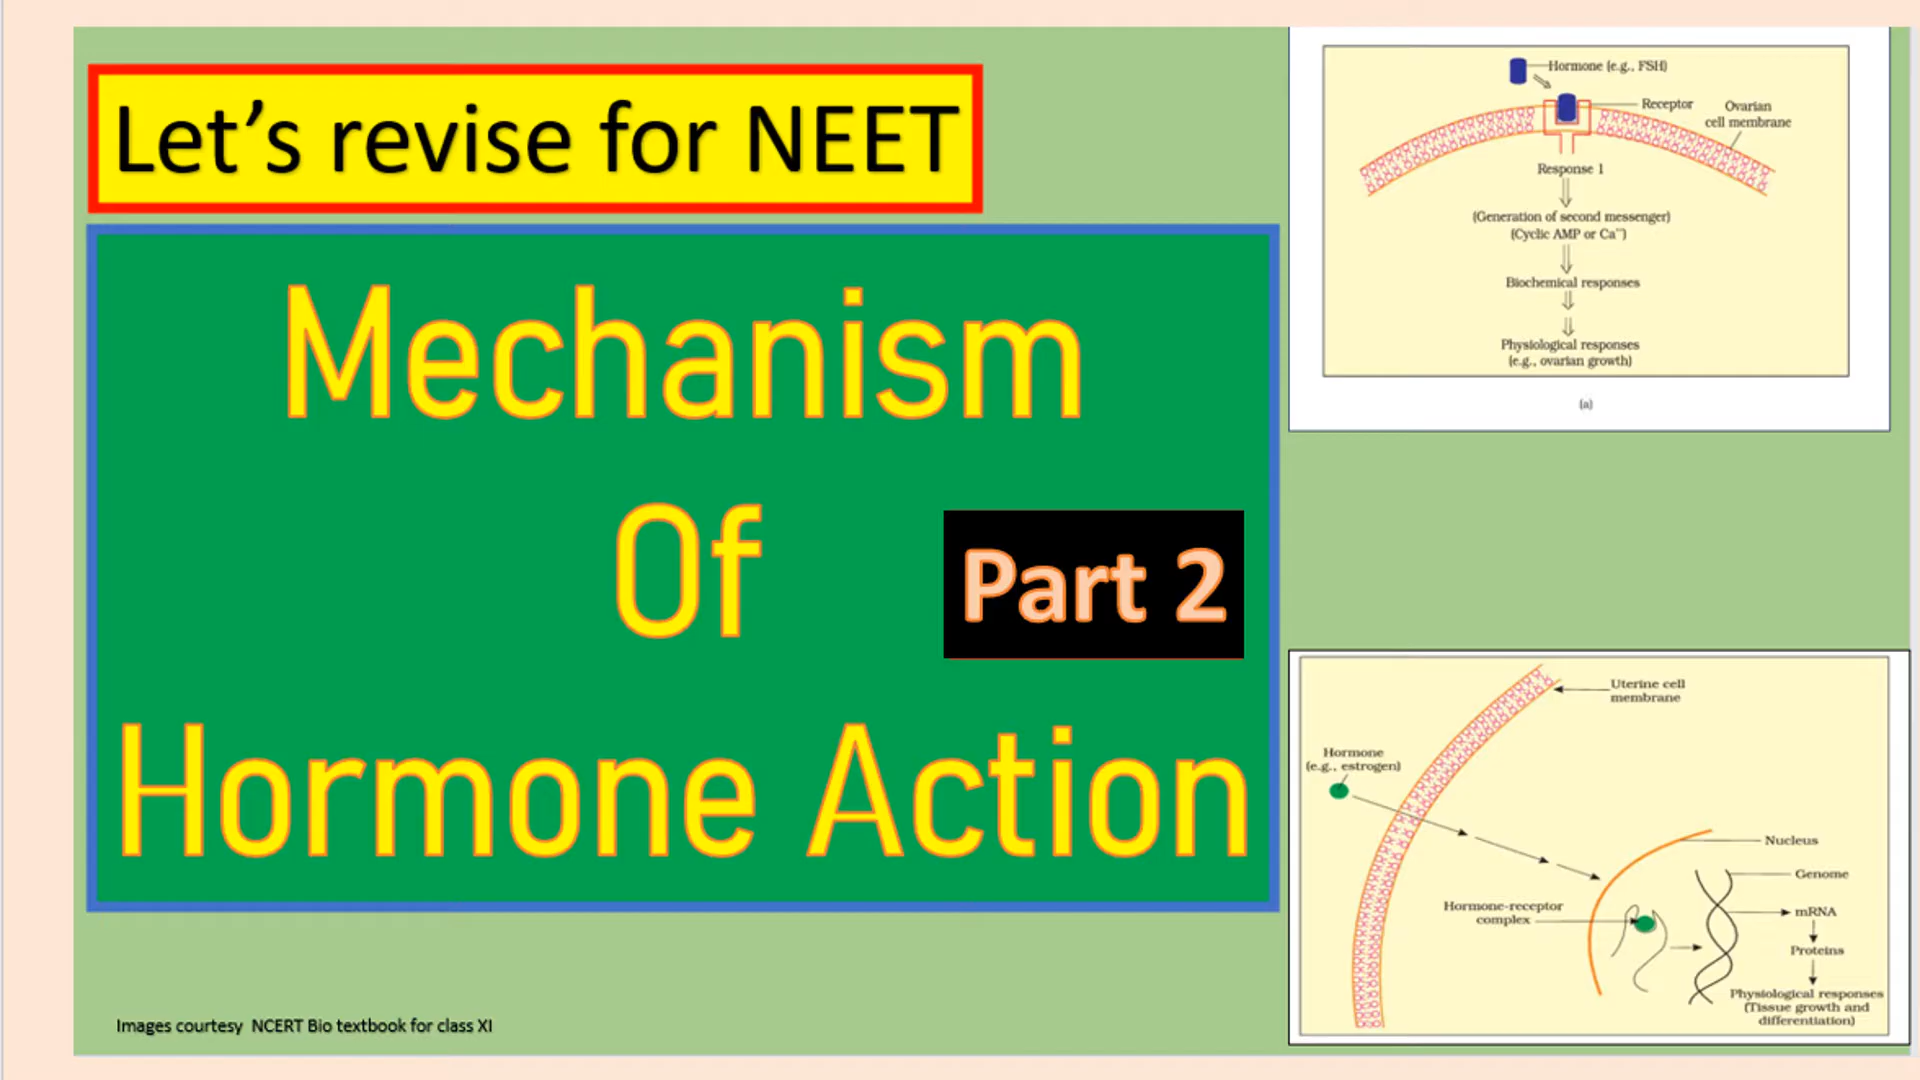 Let’s revise for NEET
Mechanism
Of
Part 2
Hormone Action
Images courtesy NCERT Bio textbook for class XI
Hormone (e.g., FSH)
Receptor
Ovarian
cell membrane
Response 1
(Generation of second messenger)
(Cyclic AMP or Ca⁺⁺)
Biochemical responses
Physiological responses
(e.g., ovarian growth)
(a)
Uterine cell
membrane
Hormone
(e.g., estrogen)
Nucleus
Genome
Hormone-receptor
complex
mRNA
Proteins
Physiological responses
(Tissue growth and
differentiation)